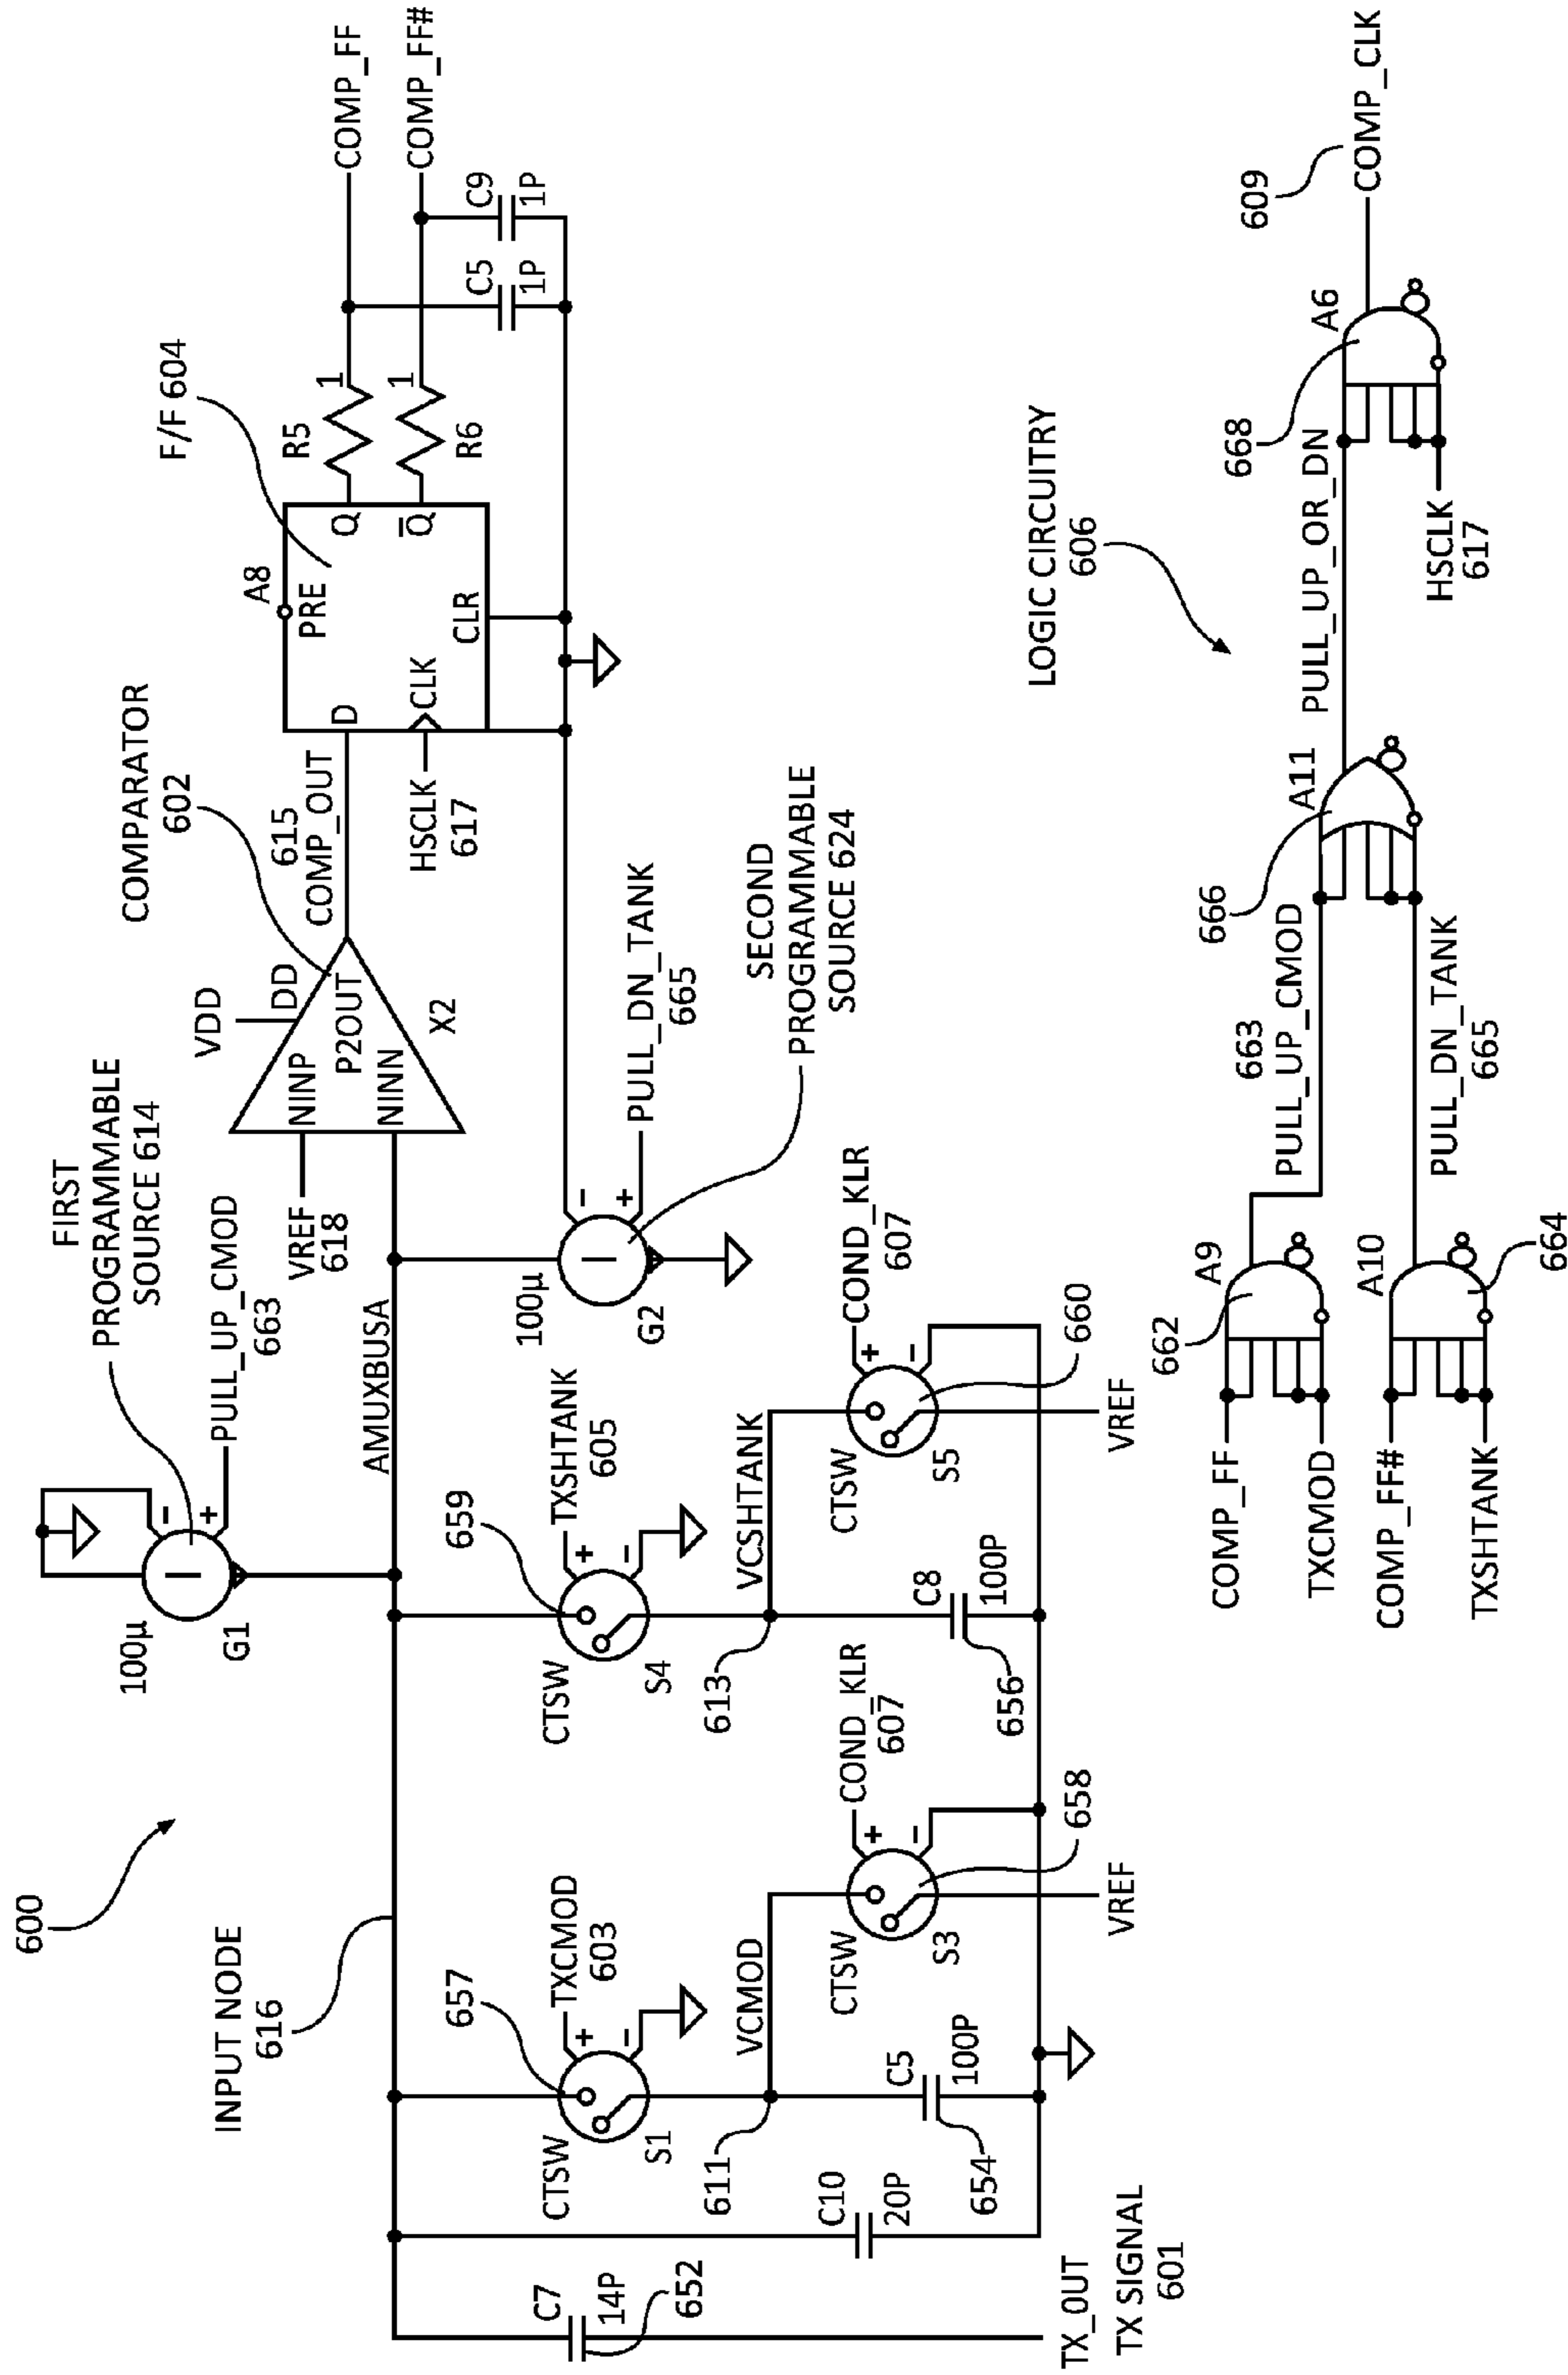 600
FIRST
PROGRAMMABLE
SOURCE 614
100µ
G1
PULL_UP_CMOD
663
INPUT NODE
616
AMUXBUSA
VREF
618
VDD
DD
NINP
P2OUT
NINN
X2
COMPARATOR
602
615
COMP_OUT
HSCLK
617
A8
PRE
D
CLK
CLR
Q
Q̅
F/F 604
R5
1
R6
1
C5
1P
C9
1P
COMP_FF
COMP_FF#
C7
14P
652
TX_OUT
TX SIGNAL
601
C10
20P
657
CTSW
S1
+
–
TXCMOD
603
611
VCMOD
C5
100P
654
CTSW
S3
+
–
COND_KLR
607
658
VREF
659
CTSW
S4
+
–
TXSHTANK
605
613
VCSHTANK
C8
100P
656
CTSW
S5
+
–
COND_KLR
607
660
VREF
100µ
G2
–
+
PULL_DN_TANK
665
SECOND
PROGRAMMABLE
SOURCE 624
LOGIC CIRCUITRY
606
COMP_FF
TXCMOD
COMP_FF#
TXSHTANK
662
A9
A10
664
663
PULL_UP_CMOD
PULL_DN_TANK
665
666
A11
PULL_UP_OR_DN
HSCLK
617
668
A6
609
COMP_CLK